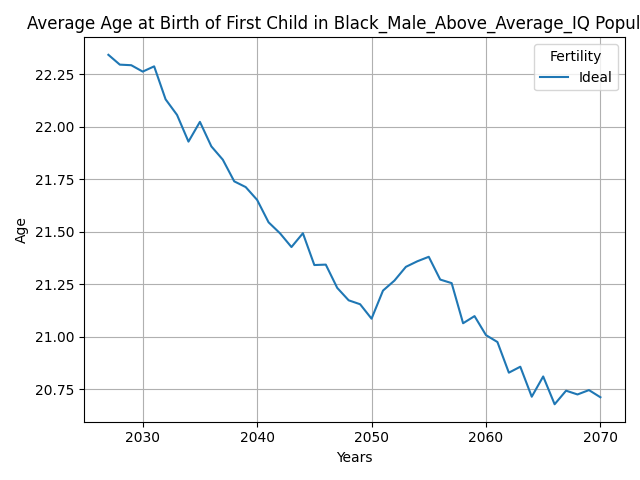 Average Age at Birth of First Child in Black_Male_Above_Average_IQ Popul
Fertility
Ideal
22.25
22.00
21.75
21.50
21.25
21.00
20.75
Age
2030 2040 2050 2060 2070
Years